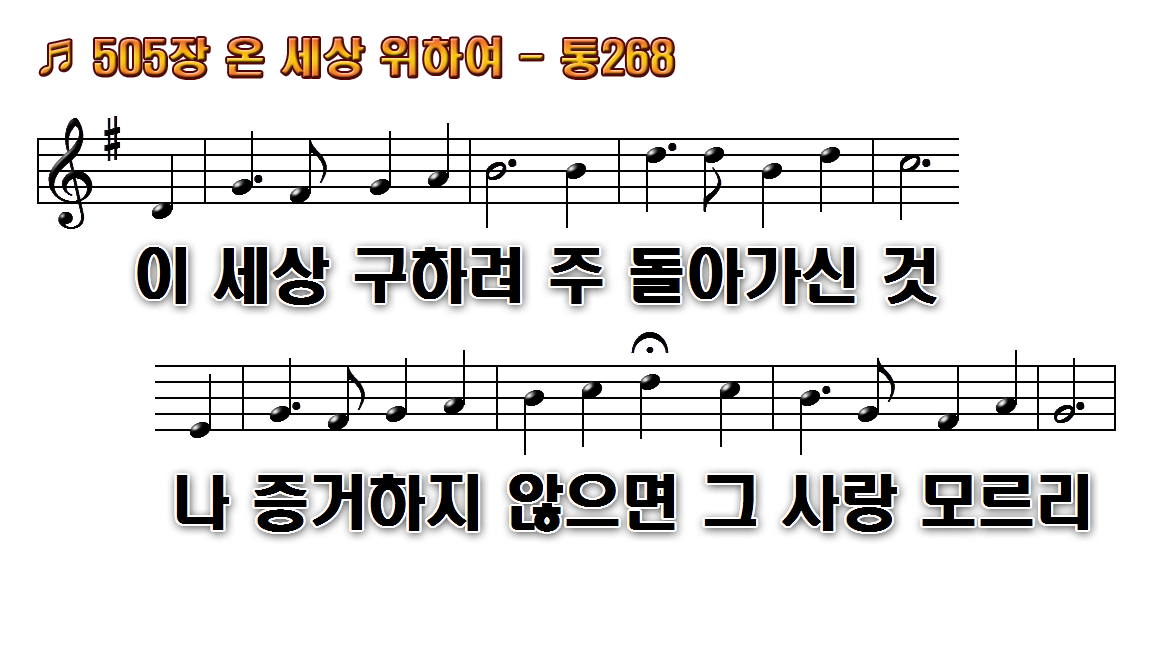 ♬ 505장 온 세상 위하여 - 통268
이 세상 구하려 주 돌아가신 것
나 증거하지 않으면 그 사랑 모르리